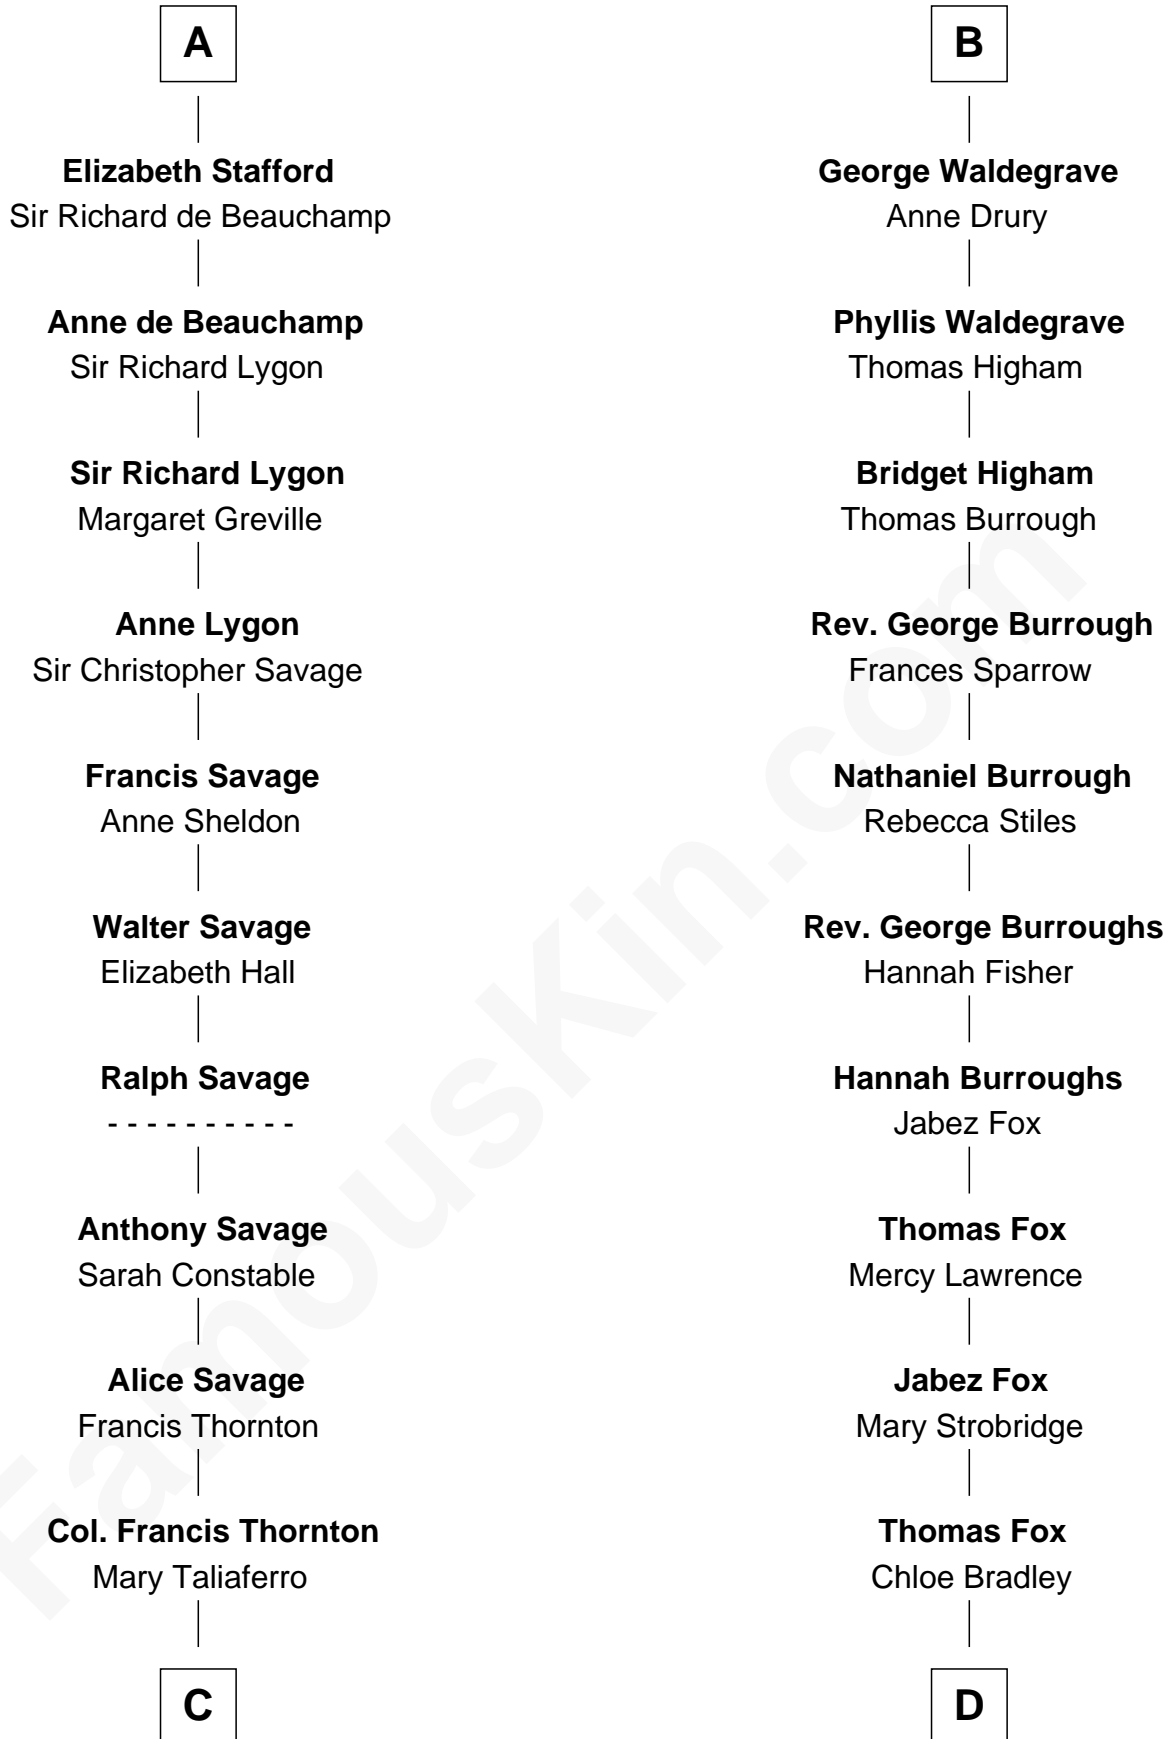 A
Elizabeth Stafford
Sir Richard de Beauchamp
Anne de Beauchamp
Sir Richard Lygon
Sir Richard Lygon
Margaret Greville
Anne Lygon
Sir Christopher Savage
Francis Savage
Anne Sheldon
Walter Savage
Elizabeth Hall
Ralph Savage
- - - - - - - - - -
Anthony Savage
Sarah Constable
Alice Savage
Francis Thornton
Col. Francis Thornton
Mary Taliaferro
C
B
George Waldegrave
Anne Drury
Phyllis Waldegrave
Thomas Higham
Bridget Higham
Thomas Burrough
Rev. George Burrough
Frances Sparrow
Nathaniel Burrough
Rebecca Stiles
Rev. George Burroughs
Hannah Fisher
Hannah Burroughs
Jabez Fox
Thomas Fox
Mercy Lawrence
Jabez Fox
Mary Strobridge
Thomas Fox
Chloe Bradley
D
FamousKin.com